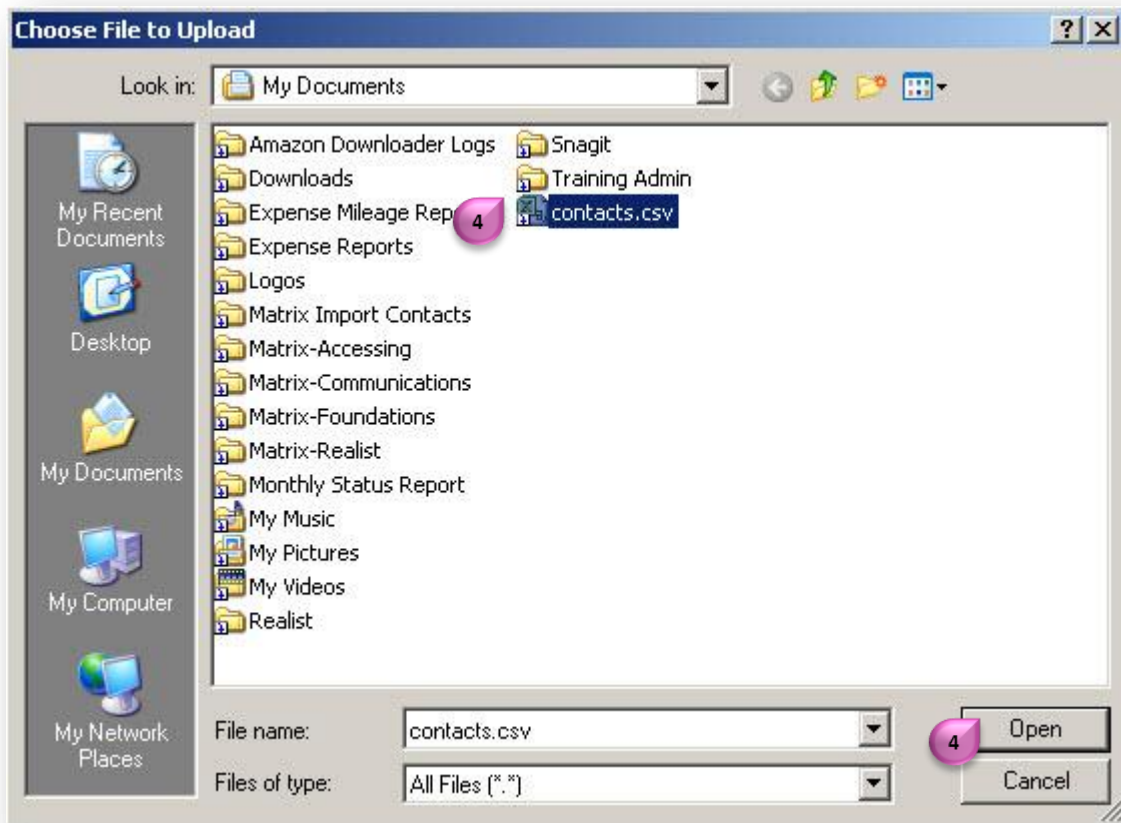 Choose File to Upload
Look in: My Documents
My Recent
Documents
Desktop
My Documents
My Computer
My Network
Places
Amazon Downloader Logs
Downloads
Expense Mileage Rep
Expense Reports
Logos
Matrix Import Contacts
Matrix-Accessing
Matrix-Communications
Matrix-Foundations
Matrix-Realist
Monthly Status Report
My Music
My Pictures
My Videos
Realist
Snagit
Training Admin
4 contacts.csv
File name: contacts.csv
4 Open
Files of type: All Files (*.*)
Cancel